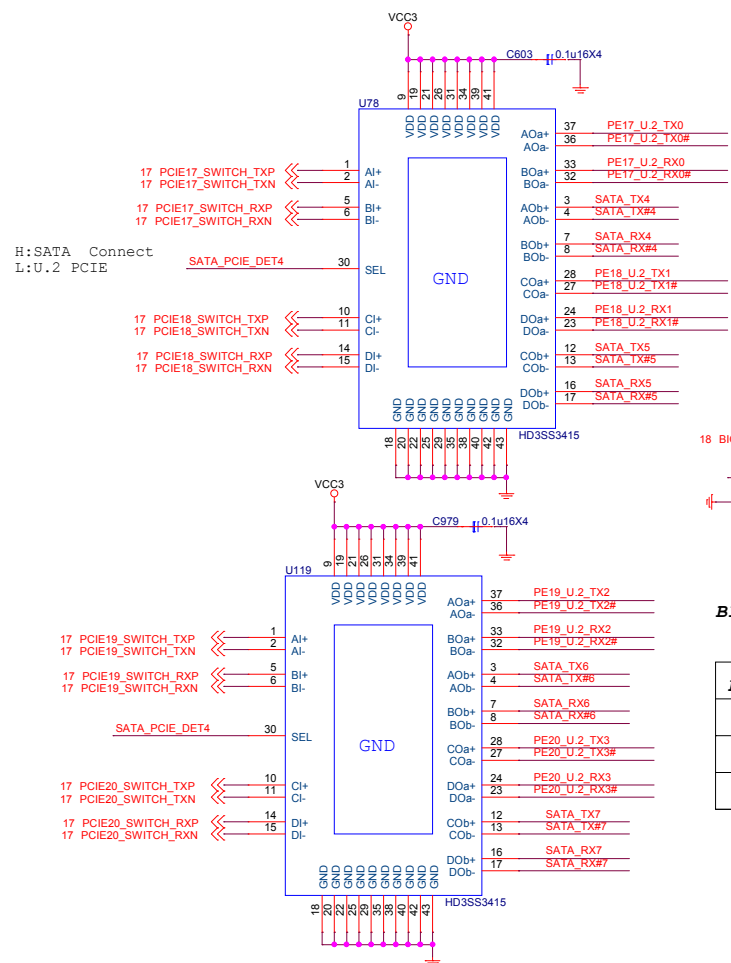 VCC3
C603 0.1u16X4
U78
9 19 21 26 31 34 39 41
VDD VDD VDD VDD VDD VDD VDD VDD
17 PCIE17_SWITCH_TXP 1 AI+
17 PCIE17_SWITCH_TXN 2 AI-
17 PCIE17_SWITCH_RXP 5 BI+
17 PCIE17_SWITCH_RXN 6 BI-
H:SATA Connect
L:U.2 PCIE
SATA_PCIE_DET4 30 SEL
GND
17 PCIE18_SWITCH_TXP 10 CI+
17 PCIE18_SWITCH_TXN 11 CI-
17 PCIE18_SWITCH_RXP 14 DI+
17 PCIE18_SWITCH_RXN 15 DI-
AOa+ 37 PE17_U.2_TX0
AOa- 36 PE17_U.2_TX0#
BOa+ 33 PE17_U.2_RX0
BOa- 32 PE17_U.2_RX0#
AOb+ 3 SATA_TX4
AOb- 4 SATA_TX#4
BOb+ 7 SATA_RX4
BOb- 8 SATA_RX#4
COa+ 28 PE18_U.2_TX1
COa- 27 PE18_U.2_TX1#
DOa+ 24 PE18_U.2_RX1
DOa- 23 PE18_U.2_RX1#
COb+ 12 SATA_TX5
COb- 13 SATA_TX#5
DOb+ 16 SATA_RX5
DOb- 17 SATA_RX#5
GND GND GND GND GND GND GND GND GND GND
18 20 22 25 29 35 38 40 42 43
HD3SS3415
18
VCC3
C979 0.1u16X4
U119
9 19 21 26 31 34 39 41
VDD VDD VDD VDD VDD VDD VDD VDD
17 PCIE19_SWITCH_TXP 1 AI+
17 PCIE19_SWITCH_TXN 2 AI-
17 PCIE19_SWITCH_RXP 5 BI+
17 PCIE19_SWITCH_RXN 6 BI-
SATA_PCIE_DET4 30 SEL
GND
17 PCIE20_SWITCH_TXP 10 CI+
17 PCIE20_SWITCH_TXN 11 CI-
17 PCIE20_SWITCH_RXP 14 DI+
17 PCIE20_SWITCH_RXN 15 DI-
AOa+ 37 PE19_U.2_TX2
AOa- 36 PE19_U.2_TX2#
BOa+ 33 PE19_U.2_RX2
BOa- 32 PE19_U.2_RX2#
AOb+ 3 SATA_TX6
AOb- 4 SATA_TX#6
BOb+ 7 SATA_RX6
BOb- 8 SATA_RX#6
COa+ 28 PE20_U.2_TX3
COa- 27 PE20_U.2_TX3#
DOa+ 24 PE20_U.2_RX3
DOa- 23 PE20_U.2_RX3#
COb+ 12 SATA_TX7
COb- 13 SATA_TX#7
DOb+ 16 SATA_RX7
DOb- 17 SATA_RX#7
GND GND GND GND GND GND GND GND GND GND
18 20 22 25 29 35 38 40 42 43
HD3SS3415